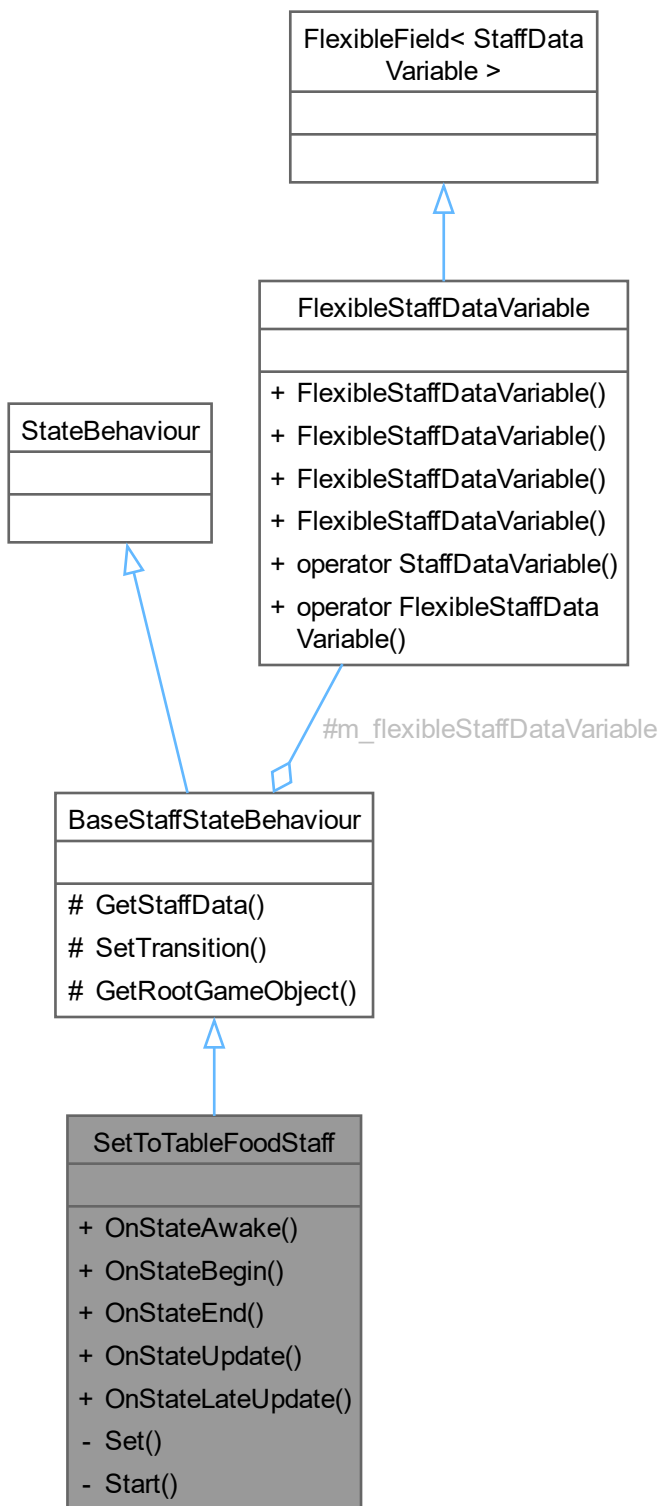 FlexibleField< StaffData
Variable >
FlexibleStaffDataVariable
+ FlexibleStaffDataVariable()
+ FlexibleStaffDataVariable()
+ FlexibleStaffDataVariable()
+ FlexibleStaffDataVariable()
+ operator StaffDataVariable()
+ operator FlexibleStaffData
Variable()
StateBehaviour
#m_flexibleStaffDataVariable
BaseStaffStateBehaviour
# GetStaffData()
# SetTransition()
# GetRootGameObject()
SetToTableFoodStaff
+ OnStateAwake()
+ OnStateBegin()
+ OnStateEnd()
+ OnStateUpdate()
+ OnStateLateUpdate()
- Set()
- Start()